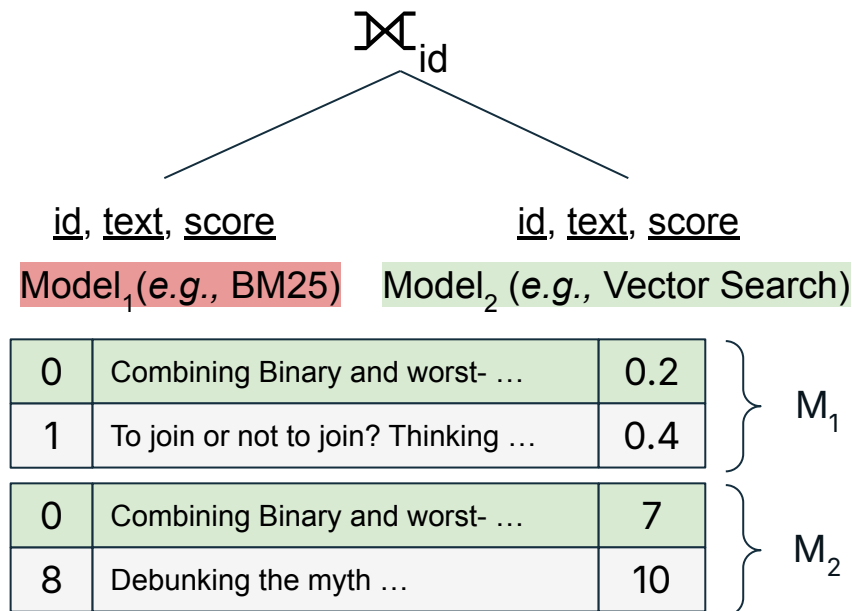 ⟗id
id, text, score id, text, score
Model₁(e.g., BM25) Model₂ (e.g., Vector Search)
0 Combining Binary and worst- … 0.2
1 To join or not to join? Thinking … 0.4
M₁
0 Combining Binary and worst- … 7
8 Debunking the myth … 10
M₂